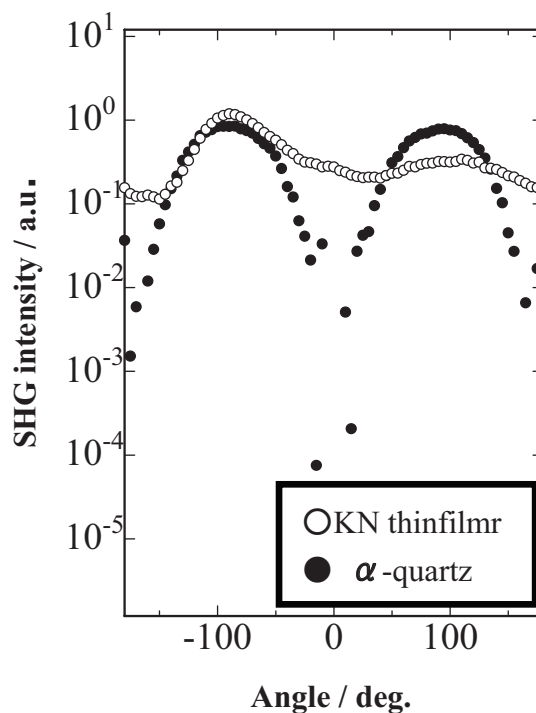 10^1
10^0
10^-1
10^-2
10^-3
10^-4
10^-5
SHG intensity / a.u.
KN thinfilmr
α-quartz
-100 0 100
Angle / deg.